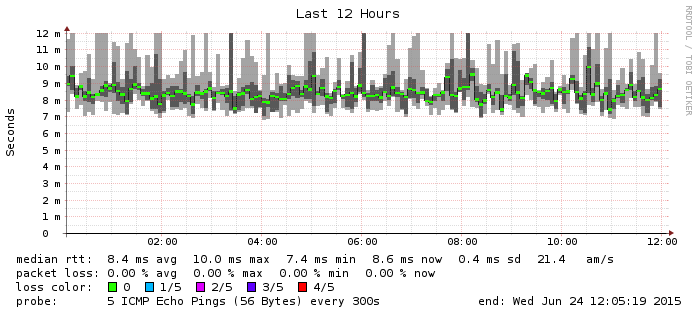 Last 12 Hours
RRDTOOL / TOBI OETIKER
Seconds
12 m
11 m
10 m
9 m
8 m
7 m
6 m
5 m
4 m
3 m
2 m
1 m
0
02:00 04:00 06:00 08:00 10:00 12:00
median rtt: 8.4 ms avg 10.0 ms max 7.4 ms min 8.6 ms now 0.4 ms sd 21.4 am/s
packet loss: 0.00 % avg 0.00 % max 0.00 % min 0.00 % now
loss color: 0 1/5 2/5 3/5 4/5
probe: 5 ICMP Echo Pings (56 Bytes) every 300s end: Wed Jun 24 12:05:19 2015